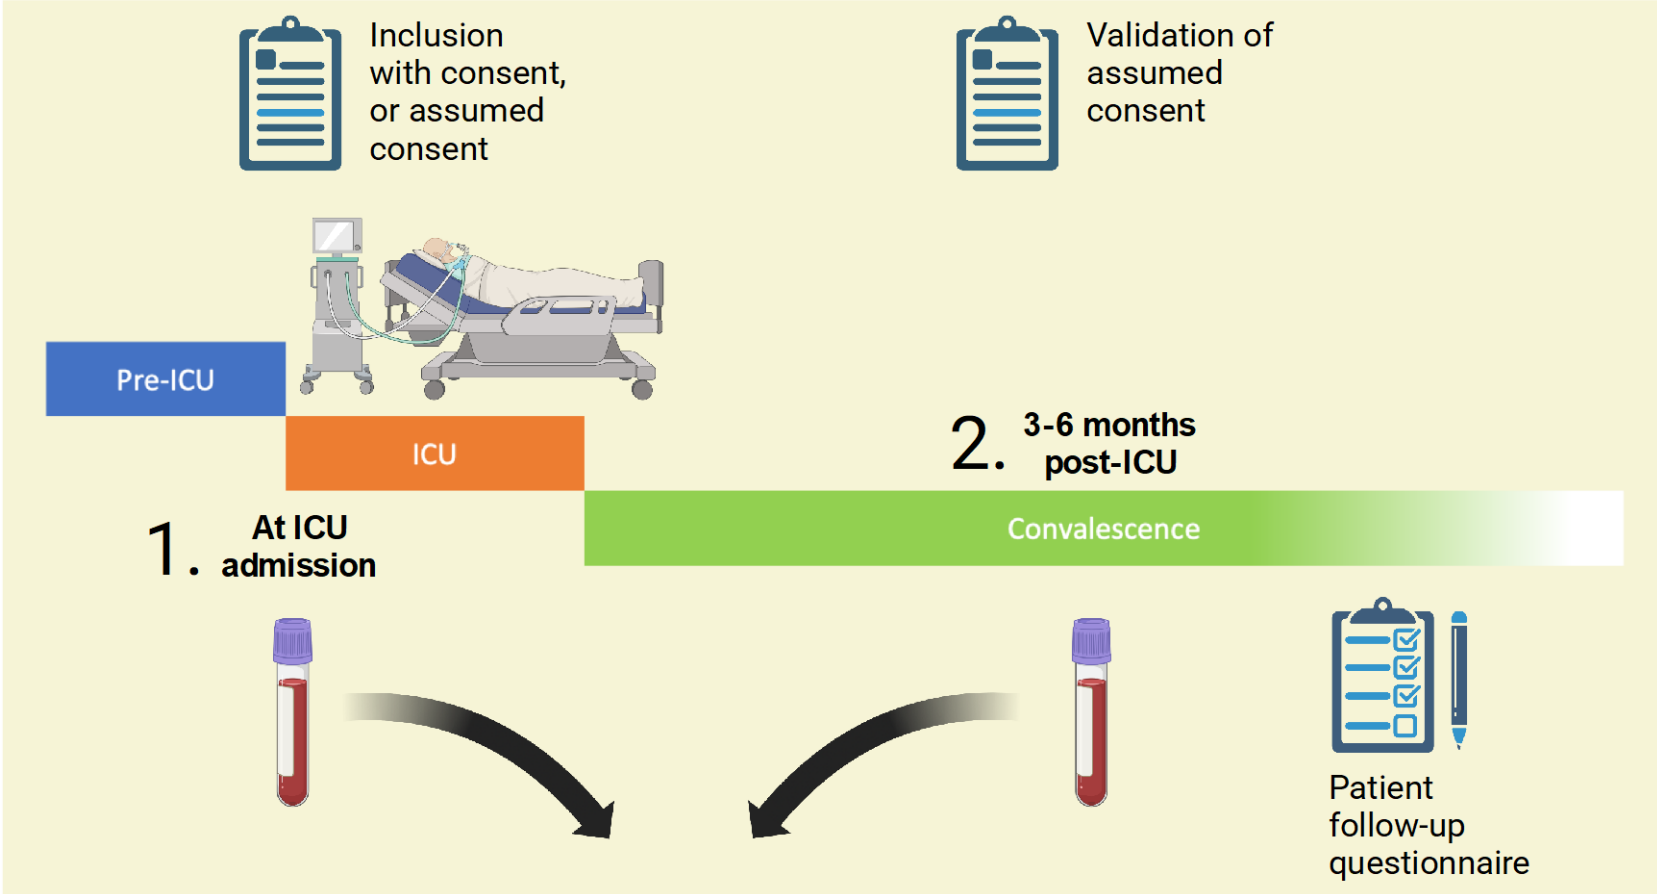 Inclusion
with consent,
or assumed
consent
Validation of
assumed
consent
Pre-ICU
ICU
2. 3-6 months
post-ICU
Convalescence
1. At ICU
admission
Patient
follow-up
questionnaire